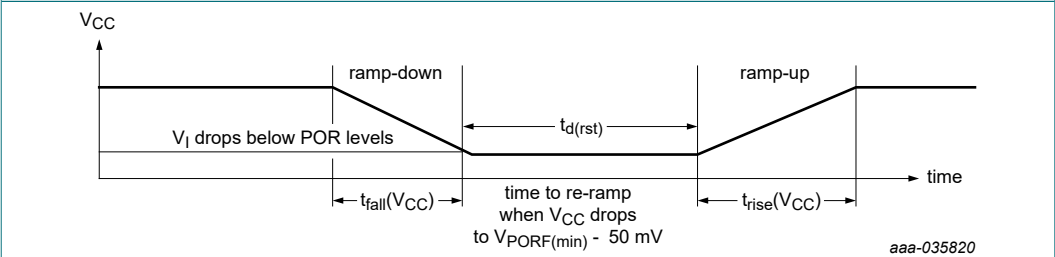 VCC
ramp-down
ramp-up
td(rst)
VI drops below POR levels
time
tfall(VCC)
time to re-ramp
when VCC drops
to VPORF(min) - 50 mV
trise(VCC)
aaa-035820